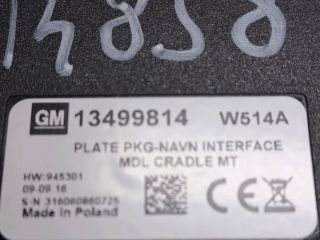 14858
GM 13499814 W514A
PLATE PKG-NAVN INTERFACE
MDL CRADLE MT
HW:945301
09-09-16
S/N 316060960725
Made in Poland
CE